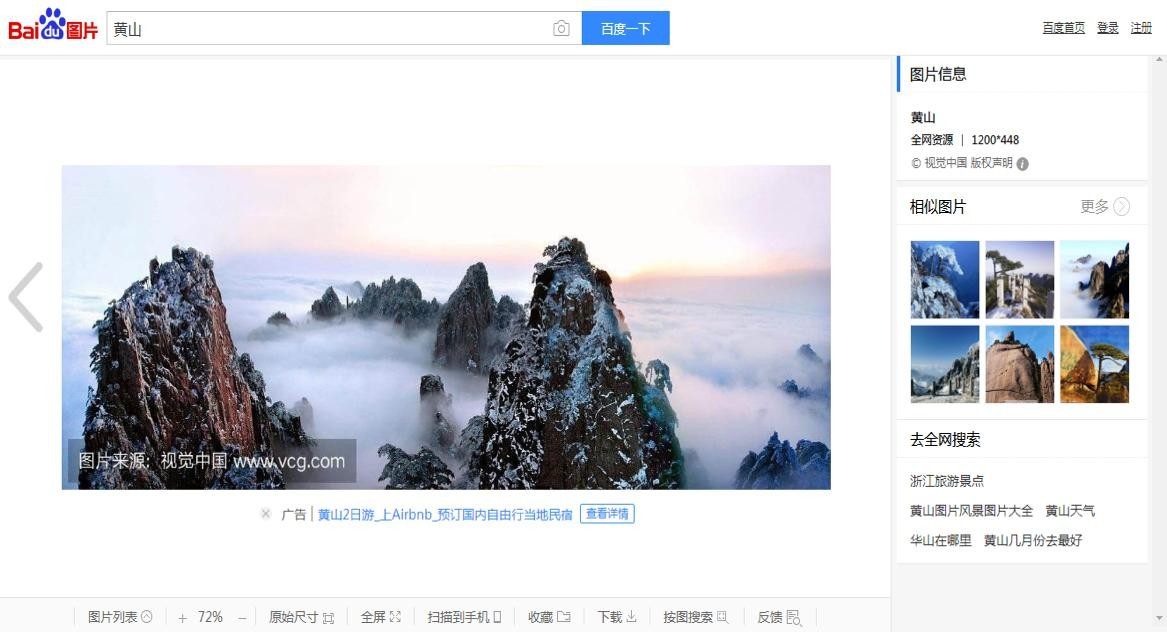 Bai du 图片
黄山
百度一下
百度首页 登录 注册
图片信息
黄山
全网资源 | 1200*448
© 视觉中国 版权声明 i
相似图片 更多
图片来源: 视觉中国 www.vcg.com
广告 | 黄山2日游_上Airbnb_预订国内自由行当地民宿 查看详情
去全网搜索
浙江旅游景点
黄山图片风景图片大全 黄山天气
华山在哪里 黄山几月份去最好
图片列表 + 72% − 原始尺寸 全屏 扫描到手机 收藏 下载 按图搜索 反馈